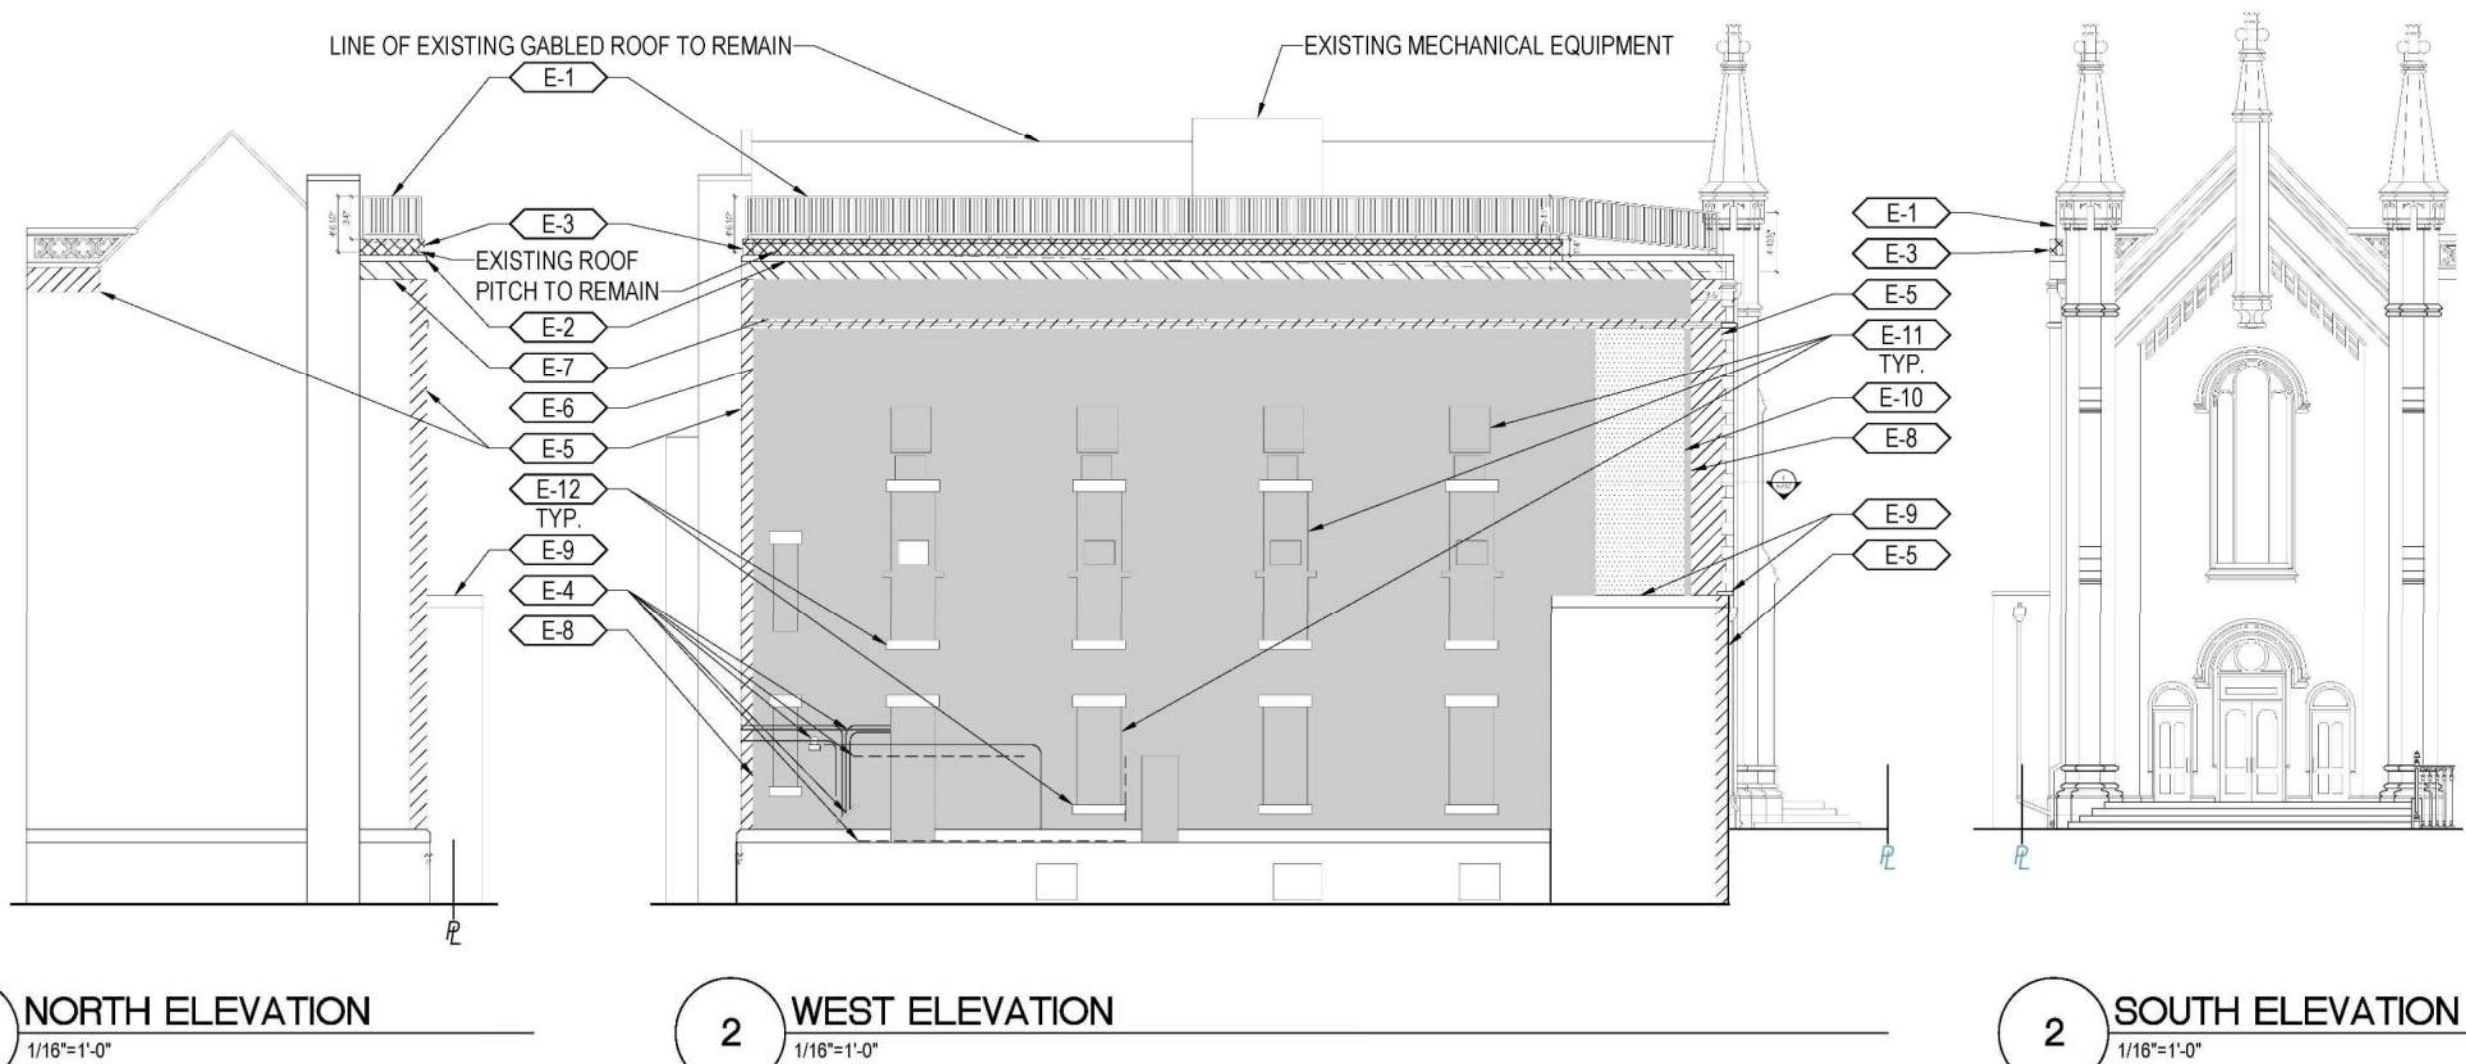 LINE OF EXISTING GABLED ROOF TO REMAIN
EXISTING MECHANICAL EQUIPMENT
E-1
E-3
EXISTING ROOF
PITCH TO REMAIN
E-2
E-7
E-6
E-5
E-12
TYP.
E-9
E-4
E-8
E-1
E-3
E-5
E-11
TYP.
E-10
E-8
E-9
E-5
PL
PL
PL
NORTH ELEVATION
1/16"=1'-0"
2
WEST ELEVATION
1/16"=1'-0"
2
SOUTH ELEVATION
1/16"=1'-0"